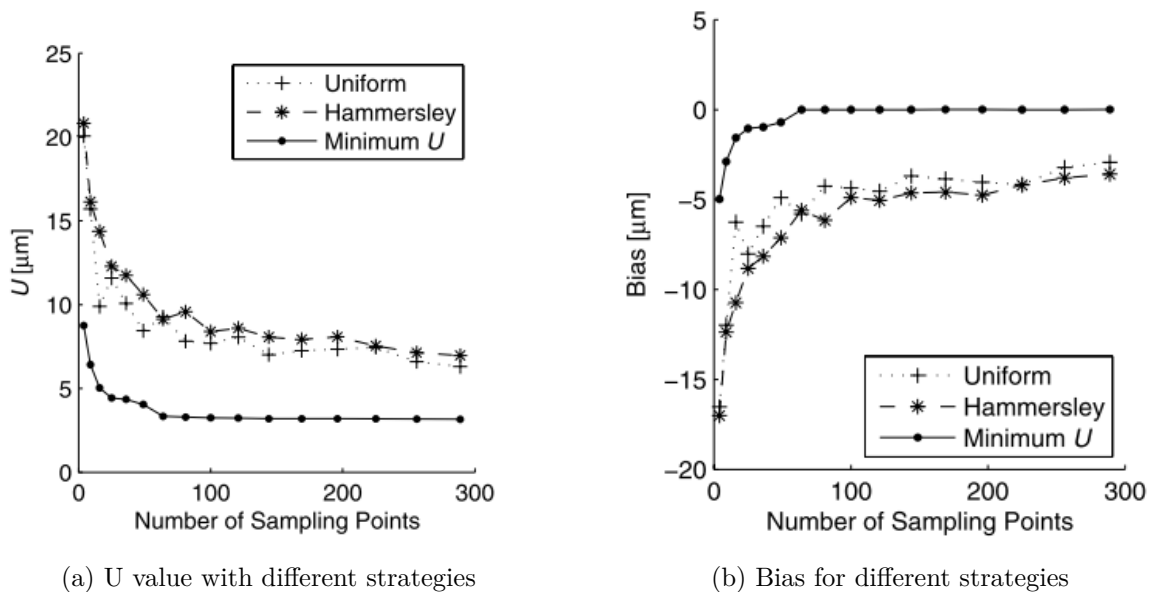 25
20
15
10
5
0
U [μm]
0
100
200
300
Number of Sampling Points
Uniform
Hammersley
Minimum U
(a) U value with different strategies
5
0
−5
−10
−15
−20
Bias [μm]
0
100
200
300
Number of Sampling Points
Uniform
Hammersley
Minimum U
(b) Bias for different strategies